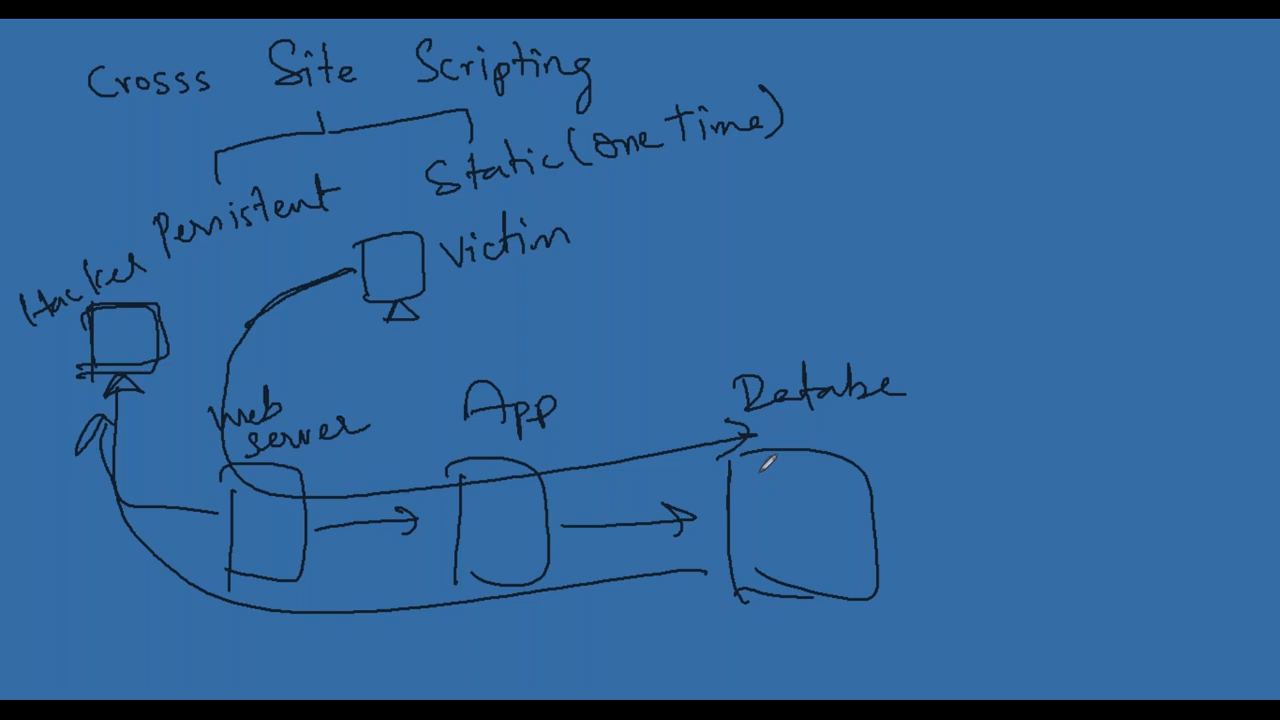 Crosss Site Scripting
Persistent Static (one Time)
Hacker
Victim
Web
server
App
Databe